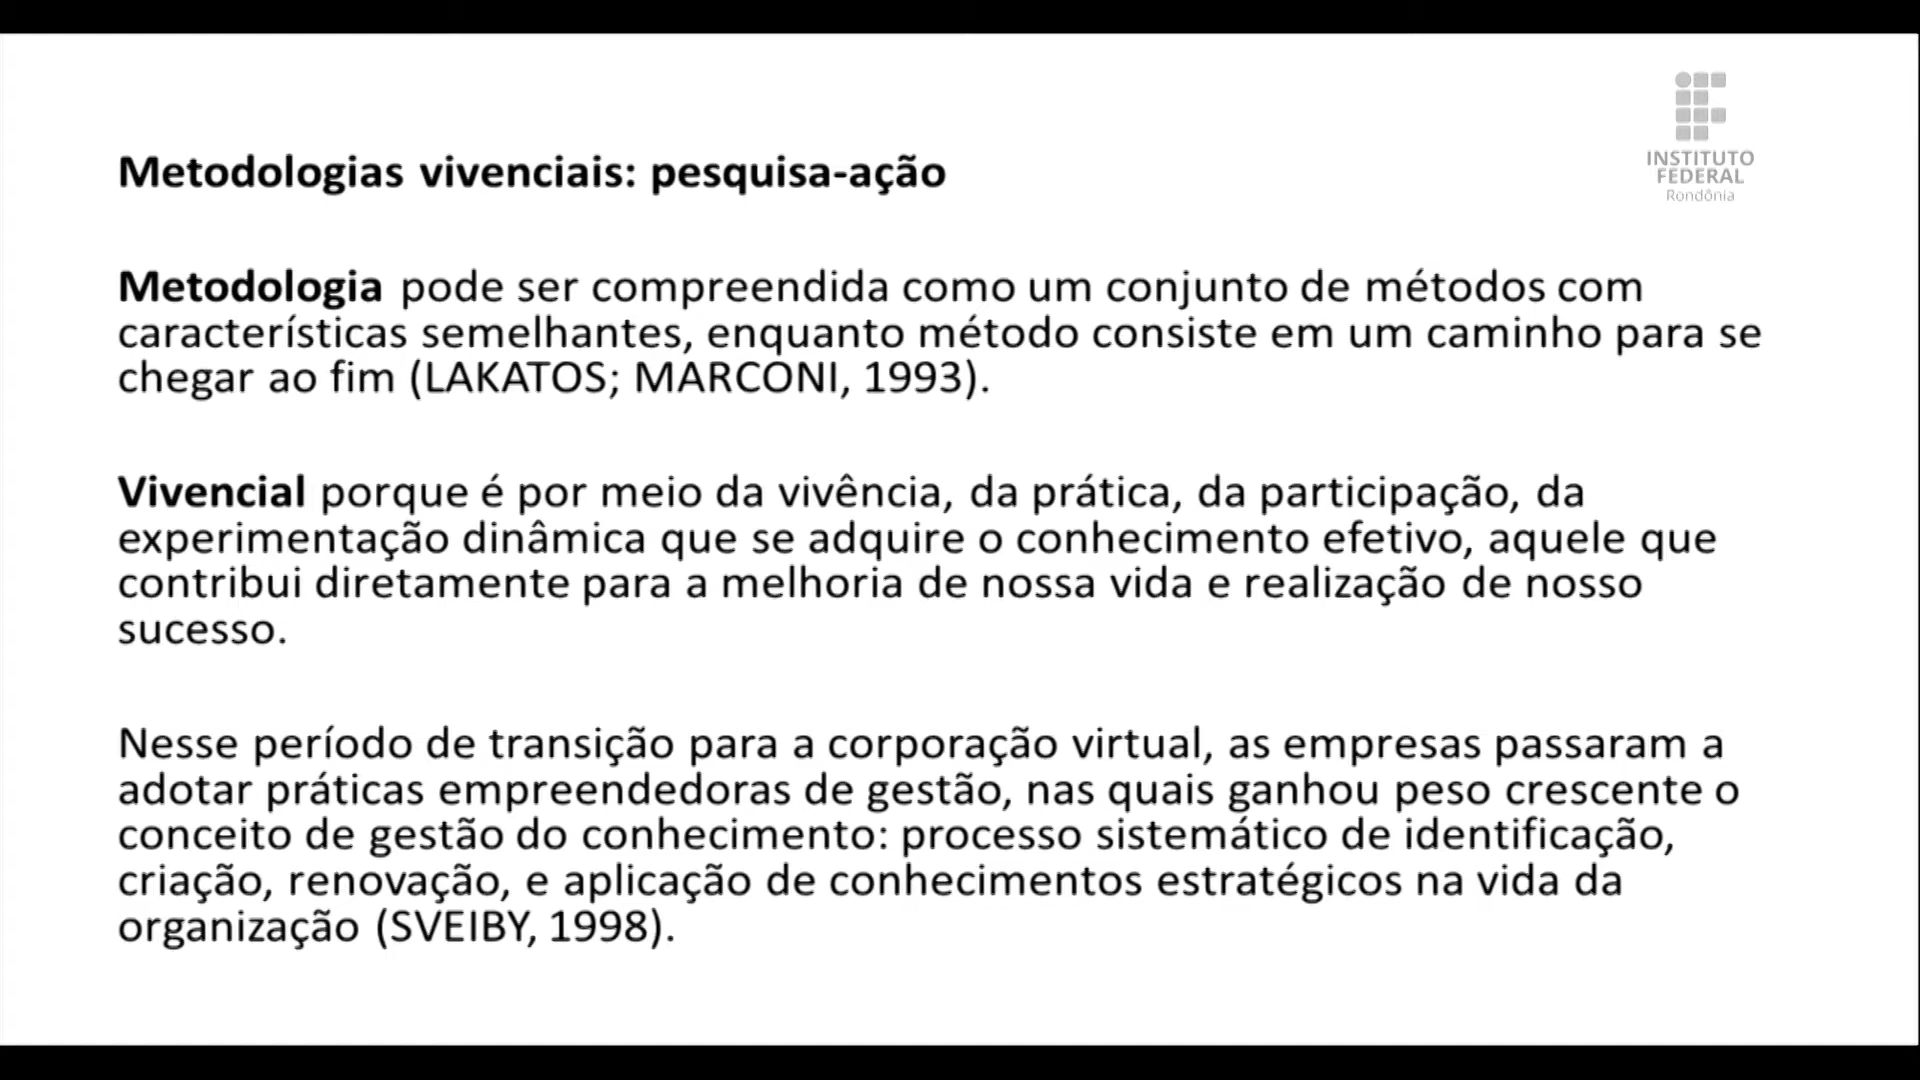 INSTITUTO
FEDERAL
Rondônia
Metodologias vivenciais: pesquisa-ação
Metodologia pode ser compreendida como um conjunto de métodos com
características semelhantes, enquanto método consiste em um caminho para se
chegar ao fim (LAKATOS; MARCONI, 1993).
Vivencial porque é por meio da vivência, da prática, da participação, da
experimentação dinâmica que se adquire o conhecimento efetivo, aquele que
contribui diretamente para a melhoria de nossa vida e realização de nosso
sucesso.
Nesse período de transição para a corporação virtual, as empresas passaram a
adotar práticas empreendedoras de gestão, nas quais ganhou peso crescente o
conceito de gestão do conhecimento: processo sistemático de identificação,
criação, renovação, e aplicação de conhecimentos estratégicos na vida da
organização (SVEIBY, 1998).